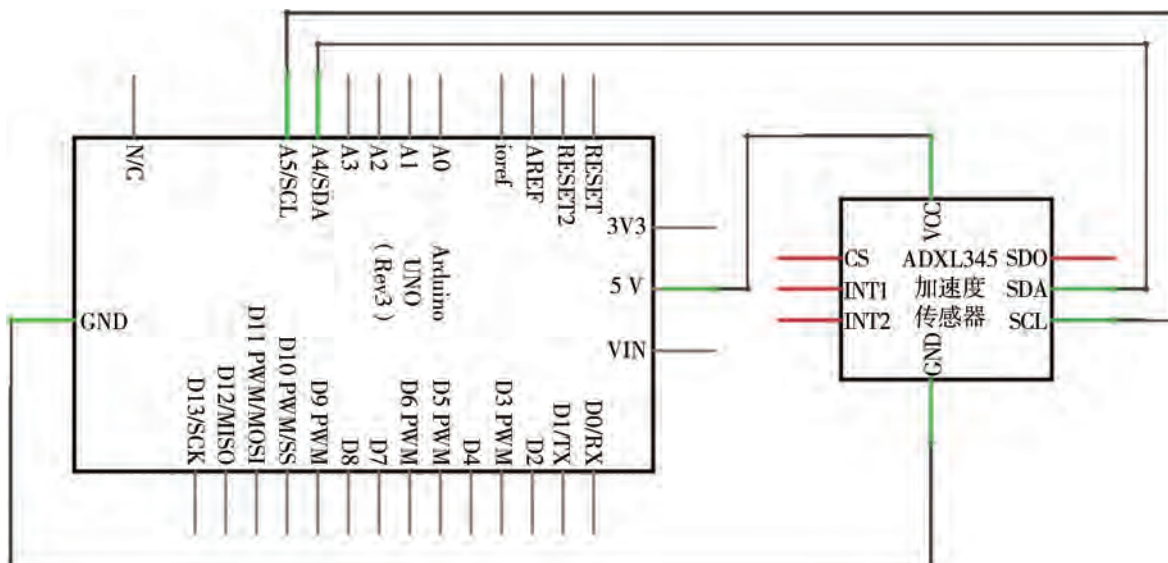 N/C
A5/SCL
A4/SDA
A3
A2
A1
A0
ioref
AREF
RESET2
RESET
3V3
5 V
VIN
GND
Arduino
UNO
(Rev3)
D13/SCK
D12/MISO
D11 PWM/MOSI
D10 PWM/SS
D9 PWM
D8
D7
D6 PWM
D5 PWM
D4
D3 PWM
D2
D1/TX
D0/RX
VCC
CS
INT1
INT2
ADXL345
加速度
传感器
SDO
SDA
SCL
GND